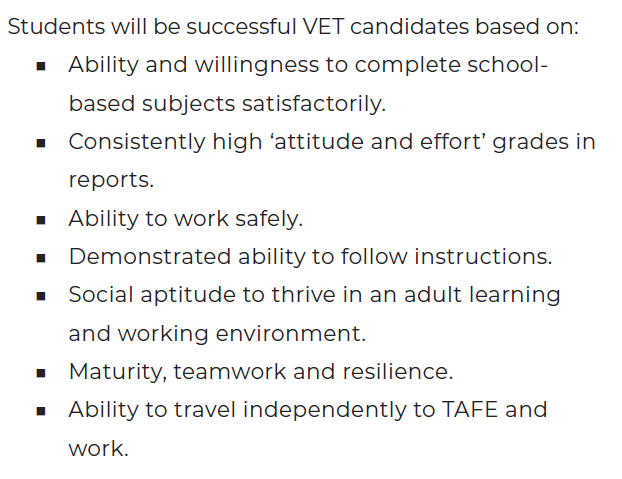 Students will be successful VET candidates based on:
▪ Ability and willingness to complete school-
based subjects satisfactorily.
▪ Consistently high ‘attitude and effort’ grades in
reports.
▪ Ability to work safely.
▪ Demonstrated ability to follow instructions.
▪ Social aptitude to thrive in an adult learning
and working environment.
▪ Maturity, teamwork and resilience.
▪ Ability to travel independently to TAFE and
work.